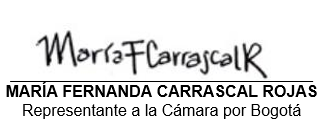 MaríaFCarrascalR
MARÍA FERNANDA CARRASCAL ROJAS
Representante a la Cámara por Bogotá